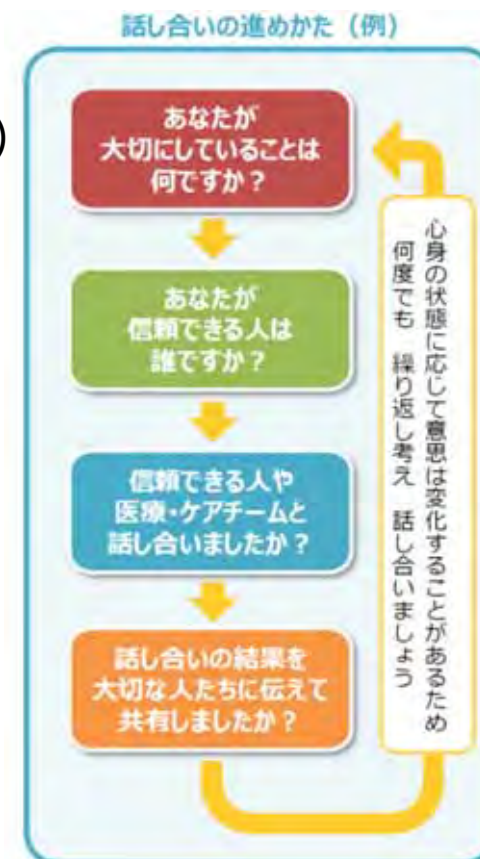 話し合いの進めかた（例）
)
あなたが
大切にしていることは
何ですか？
あなたが
信頼できる人は
誰ですか？
信頼できる人や
医療・ケアチームと
話し合いましたか？
話し合いの結果を
大切な人たちに伝えて
共有しましたか？
心身の状態に応じて意思は変化することがあるため
何度でも　繰り返し考え　話し合いましょう